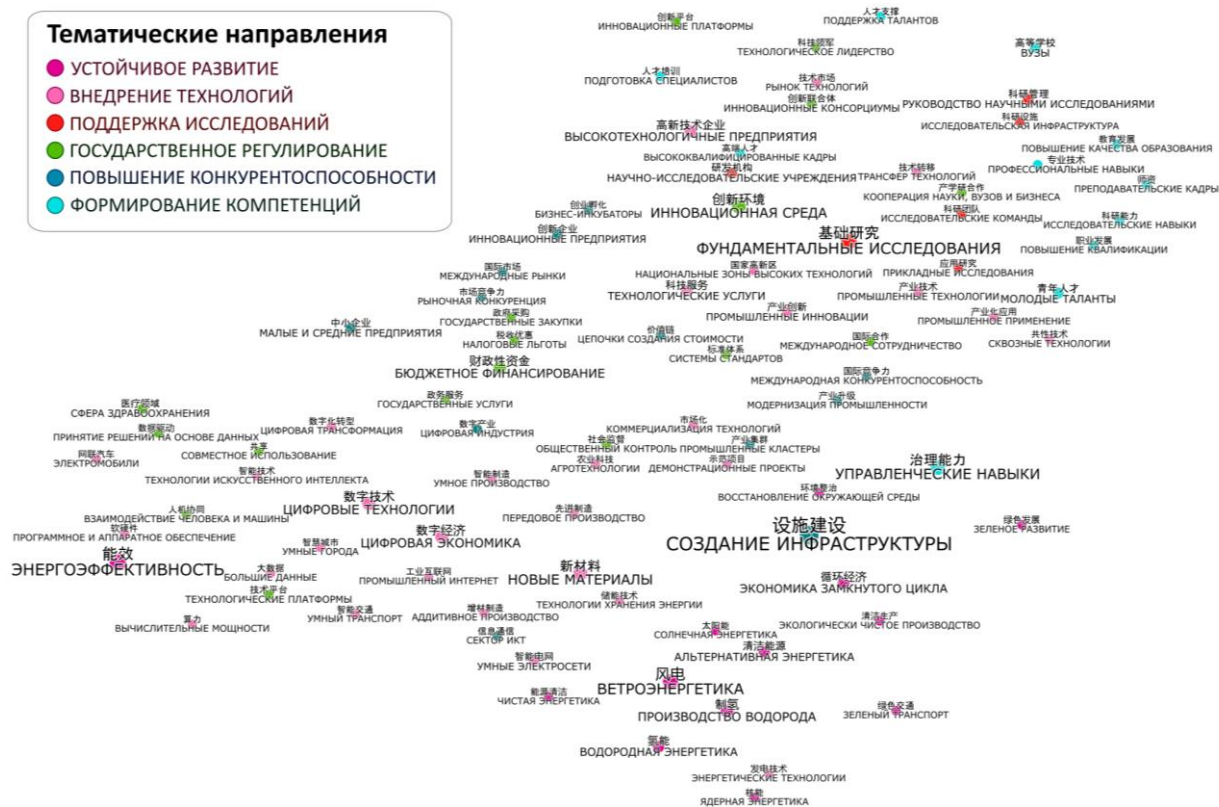 Тематические направления
УСТОЙЧИВОЕ РАЗВИТИЕ
ВНЕДРЕНИЕ ТЕХНОЛОГИЙ
ПОДДЕРЖКА ИССЛЕДОВАНИЙ
ГОСУДАРСТВЕННОЕ РЕГУЛИРОВАНИЕ
ПОВЫШЕНИЕ КОНКУРЕНТОСПОСОБНОСТИ
ФОРМИРОВАНИЕ КОМПЕТЕНЦИЙ
创新平台
ИННОВАЦИОННЫЕ ПЛАТФОРМЫ
人才支撑
ПОДДЕРЖКА ТАЛАНТОВ
科技领军
ТЕХНОЛОГИЧЕСКОЕ ЛИДЕРСТВО
高等学校
ВУЗЫ
人才培训
ПОДГОТОВКА СПЕЦИАЛИСТОВ
技术市场
РЫНОК ТЕХНОЛОГИЙ
创新联合体
ИННОВАЦИОННЫЕ КОНСОРЦИУМЫ
科研管理
РУКОВОДСТВО НАУЧНЫМИ ИССЛЕДОВАНИЯМИ
科研设施
ИССЛЕДОВАТЕЛЬСКАЯ ИНФРАСТРУКТУРА
高新技术企业
ВЫСОКОТЕХНОЛОГИЧНЫЕ ПРЕДПРИЯТИЯ
教育发展
ПОВЫШЕНИЕ КАЧЕСТВА ОБРАЗОВАНИЯ
高端人才
ВЫСОКОКВАЛИФИЦИРОВАННЫЕ КАДРЫ
专业技术
ПРОФЕССИОНАЛЬНЫЕ НАВЫКИ
研发机构
НАУЧНО-ИССЛЕДОВАТЕЛЬСКИЕ УЧРЕЖДЕНИЯ
技术转移
ТРАНСФЕР ТЕХНОЛОГИЙ
师资
ПРЕПОДАВАТЕЛЬСКИЕ КАДРЫ
产学研合作
КООПЕРАЦИЯ НАУКИ, ВУЗОВ И БИЗНЕСА
创业孵化
БИЗНЕС-ИНКУБАТОРЫ
创新环境
ИННОВАЦИОННАЯ СРЕДА
科研团队
ИССЛЕДОВАТЕЛЬСКИЕ КОМАНДЫ
科研能力
ИССЛЕДОВАТЕЛЬСКИЕ НАВЫКИ
创新企业
ИННОВАЦИОННЫЕ ПРЕДПРИЯТИЯ
基础研究
ФУНДАМЕНТАЛЬНЫЕ ИССЛЕДОВАНИЯ
职业发展
ПОВЫШЕНИЕ КВАЛИФИКАЦИИ
国际市场
МЕЖДУНАРОДНЫЕ РЫНКИ
国家高新区
НАЦИОНАЛЬНЫЕ ЗОНЫ ВЫСОКИХ ТЕХНОЛОГИЙ
应用研究
ПРИКЛАДНЫЕ ИССЛЕДОВАНИЯ
科技服务
ТЕХНОЛОГИЧЕСКИЕ УСЛУГИ
产业技术
ПРОМЫШЛЕННЫЕ ТЕХНОЛОГИИ
青年人才
МОЛОДЫЕ ТАЛАНТЫ
市场竞争力
РЫНОЧНАЯ КОНКУРЕНЦИЯ
政府采购
ГОСУДАРСТВЕННЫЕ ЗАКУПКИ
产业创新
ПРОМЫШЛЕННЫЕ ИННОВАЦИИ
产业化应用
ПРОМЫШЛЕННОЕ ПРИМЕНЕНИЕ
中小企业
МАЛЫЕ И СРЕДНИЕ ПРЕДПРИЯТИЯ
税收优惠
НАЛОГОВЫЕ ЛЬГОТЫ
价值链
ЦЕПОЧКИ СОЗДАНИЯ СТОИМОСТИ
国际合作
МЕЖДУНАРОДНОЕ СОТРУДНИЧЕСТВО
共性技术
СКВОЗНЫЕ ТЕХНОЛОГИИ
标准体系
СИСТЕМЫ СТАНДАРТОВ
财政性资金
БЮДЖЕТНОЕ ФИНАНСИРОВАНИЕ
国际竞争力
МЕЖДУНАРОДНАЯ КОНКУРЕНТОСПОСОБНОСТЬ
政务服务
ГОСУДАРСТВЕННЫЕ УСЛУГИ
产业升级
МОДЕРНИЗАЦИЯ ПРОМЫШЛЕННОСТИ
医疗领域
СФЕРА ЗДРАВООХРАНЕНИЯ
数字化转型
ЦИФРОВАЯ ТРАНСФОРМАЦИЯ
数字产业
ЦИФРОВАЯ ИНДУСТРИЯ
市场化
КОММЕРЦИАЛИЗАЦИЯ ТЕХНОЛОГИЙ
数据驱动
ПРИНЯТИЕ РЕШЕНИЙ НА ОСНОВЕ ДАННЫХ
社会监督
ОБЩЕСТВЕННЫЙ КОНТРОЛЬ
产业集群
ПРОМЫШЛЕННЫЕ КЛАСТЕРЫ
共享
СОВМЕСТНОЕ ИСПОЛЬЗОВАНИЕ
网联汽车
ЭЛЕКТРОМОБИЛИ
农业科技
АГРОТЕХНОЛОГИИ
示范项目
ДЕМОНСТРАЦИОННЫЕ ПРОЕКТЫ
治理能力
УПРАВЛЕНЧЕСКИЕ НАВЫКИ
智能技术
ТЕХНОЛОГИИ ИСКУССТВЕННОГО ИНТЕЛЛЕКТА
智能制造
УМНОЕ ПРОИЗВОДСТВО
环境整治
ВОССТАНОВЛЕНИЕ ОКРУЖАЮЩЕЙ СРЕДЫ
数字技术
ЦИФРОВЫЕ ТЕХНОЛОГИИ
人机协同
ВЗАИМОДЕЙСТВИЕ ЧЕЛОВЕКА И МАШИНЫ
先进制造
ПЕРЕДОВОЕ ПРОИЗВОДСТВО
设施建设
СОЗДАНИЕ ИНФРАСТРУКТУРЫ
绿色发展
ЗЕЛЕНОЕ РАЗВИТИЕ
软硬件
ПРОГРАММНОЕ И АППАРАТНОЕ ОБЕСПЕЧЕНИЕ
数字经济
ЦИФРОВАЯ ЭКОНОМИКА
智慧城市
УМНЫЕ ГОРОДА
能效
ЭНЕРГОЭФФЕКТИВНОСТЬ
大数据
БОЛЬШИЕ ДАННЫЕ
工业互联网
ПРОМЫШЛЕННЫЙ ИНТЕРНЕТ
新材料
НОВЫЕ МАТЕРИАЛЫ
循环经济
ЭКОНОМИКА ЗАМКНУТОГО ЦИКЛА
技术平台
ТЕХНОЛОГИЧЕСКИЕ ПЛАТФОРМЫ
储能技术
ТЕХНОЛОГИИ ХРАНЕНИЯ ЭНЕРГИИ
智能交通
УМНЫЙ ТРАНСПОРТ
增材制造
АДДИТИВНОЕ ПРОИЗВОДСТВО
算力
ВЫЧИСЛИТЕЛЬНЫЕ МОЩНОСТИ
清洁生产
ЭКОЛОГИЧЕСКИ ЧИСТОЕ ПРОИЗВОДСТВО
太阳能
СОЛНЕЧНАЯ ЭНЕРГЕТИКА
信息通信
СЕКТОР ИКТ
清洁能源
АЛЬТЕРНАТИВНАЯ ЭНЕРГЕТИКА
智能电网
УМНЫЕ ЭЛЕКТРОСЕТИ
风电
ВЕТРОЭНЕРГЕТИКА
能源清洁
ЧИСТАЯ ЭНЕРГЕТИКА
制氢
ПРОИЗВОДСТВО ВОДОРОДА
绿色交通
ЗЕЛЕНЫЙ ТРАНСПОРТ
氢能
ВОДОРОДНАЯ ЭНЕРГЕТИКА
发电技术
ЭНЕРГЕТИЧЕСКИЕ ТЕХНОЛОГИИ
核能
ЯДЕРНАЯ ЭНЕРГЕТИКА